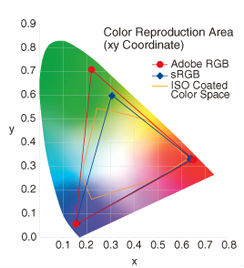 Color Reproduction Area
(xy Coordinate)
Adobe RGB
sRGB
ISO Coated
Color Space
0.9
0.8
0.7
0.6
0.5
0.4
0.3
0.2
0.1
0.0
y
0.1 0.2 0.3 0.4 0.5 0.6 0.7 0.8
x